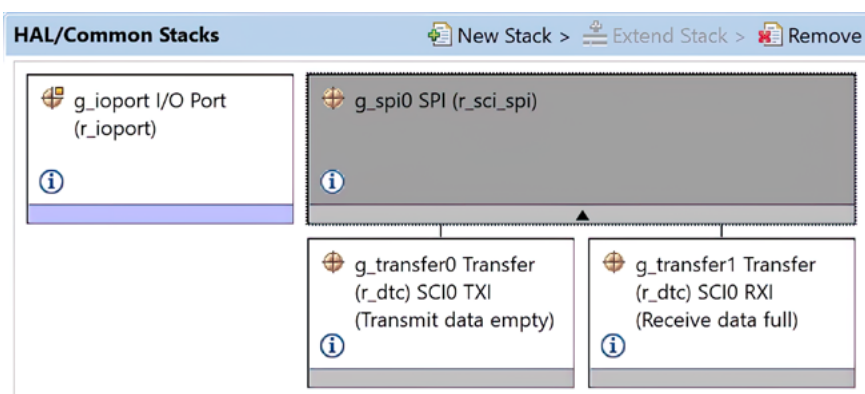 HAL/Common Stacks
New Stack > Extend Stack > Remove
g_ioport I/O Port
(r_ioport)
g_spi0 SPI (r_sci_spi)
g_transfer0 Transfer
(r_dtc) SCI0 TXI
(Transmit data empty)
g_transfer1 Transfer
(r_dtc) SCI0 RXI
(Receive data full)